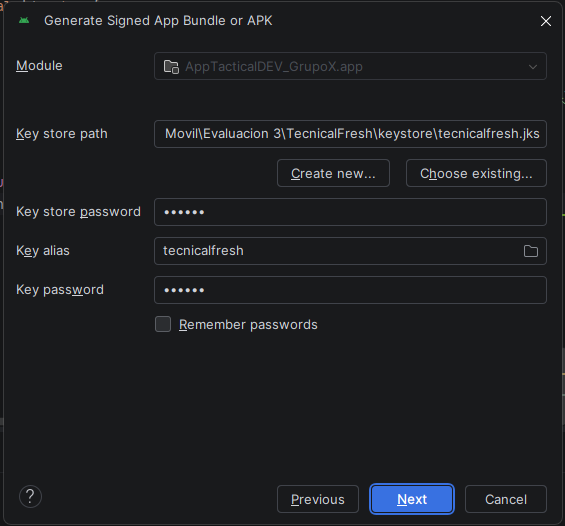 Generate Signed App Bundle or APK
Module
AppTacticalDEV_GrupoX.app
Key store path
Movil\Evaluacion 3\TecnicalFresh\keystore\tecnicalfresh.jks
Create new...
Choose existing...
Key store password
••••••
Key alias
tecnicalfresh
Key password
••••••
Remember passwords
?
Previous
Next
Cancel